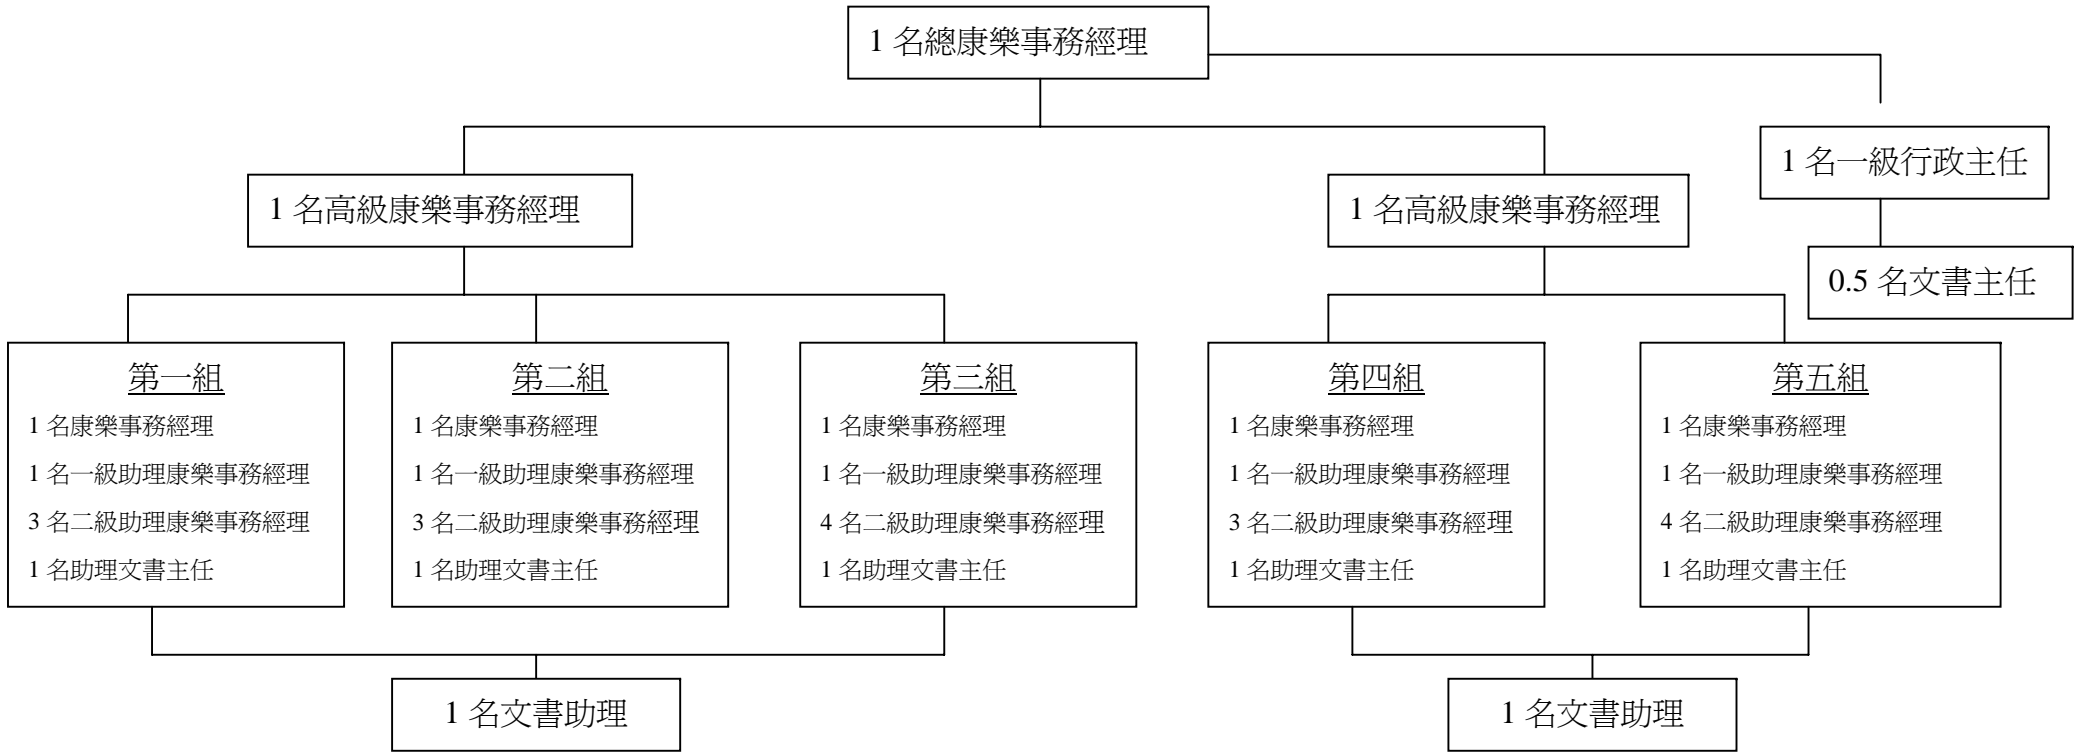 1 名總康樂事務經理
1 名一級行政主任
1 名高級康樂事務經理
1 名高級康樂事務經理
0.5 名文書主任
第一組
1 名康樂事務經理
1 名一級助理康樂事務經理
3 名二級助理康樂事務經理
1 名助理文書主任
第二組
1 名康樂事務經理
1 名一級助理康樂事務經理
3 名二級助理康樂事務經理
1 名助理文書主任
第三組
1 名康樂事務經理
1 名一級助理康樂事務經理
4 名二級助理康樂事務經理
1 名助理文書主任
第四組
1 名康樂事務經理
1 名一級助理康樂事務經理
3 名二級助理康樂事務經理
1 名助理文書主任
第五組
1 名康樂事務經理
1 名一級助理康樂事務經理
4 名二級助理康樂事務經理
1 名助理文書主任
1 名文書助理
1 名文書助理